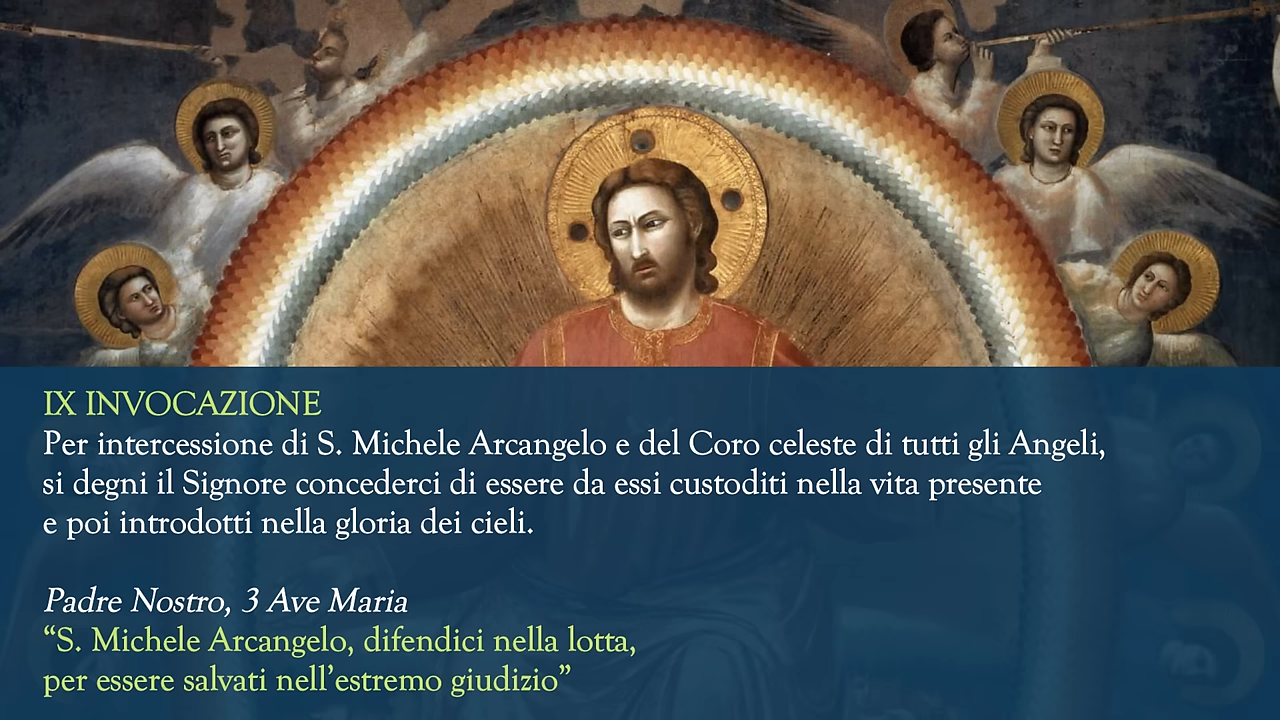 IX INVOCAZIONE
Per intercessione di S. Michele Arcangelo e del Coro celeste di tutti gli Angeli,
si degni il Signore concederci di essere da essi custoditi nella vita presente
e poi introdotti nella gloria dei cieli.
Padre Nostro, 3 Ave Maria
“S. Michele Arcangelo, difendici nella lotta,
per essere salvati nell’estremo giudizio”